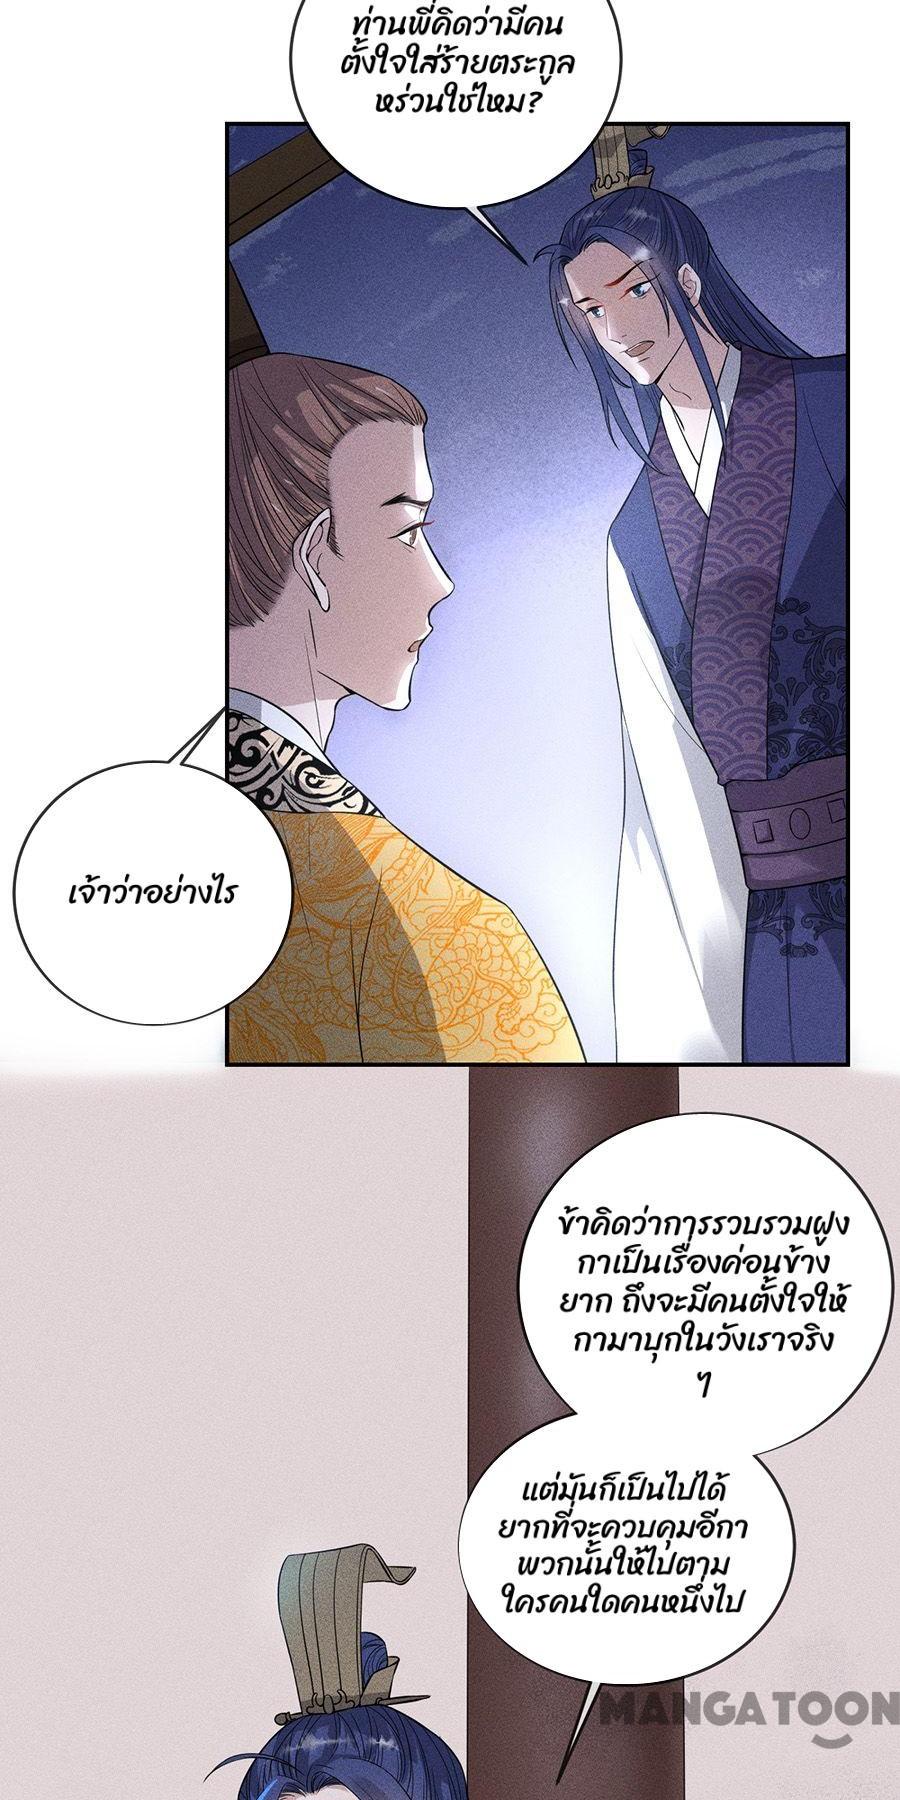 ท่านพี่คิดว่ามีคน
ตั้งใจใส่ร้ายตระกูล
หร่วนใช่ไหม?
เจ้าว่าอย่างไร
ข้าคิดว่าการรวบรวมฝูง
กาเป็นเรื่องค่อนข้าง
ยาก ถึงจะมีคนตั้งใจให้
กามาบุกในวังเราจริง
ๆ
แต่มันก็เป็นไปได้
ยากที่จะควบคุมอีกา
พวกนั้นให้ไปตาม
ใครคนใดคนหนึ่งไป
MANGATOON